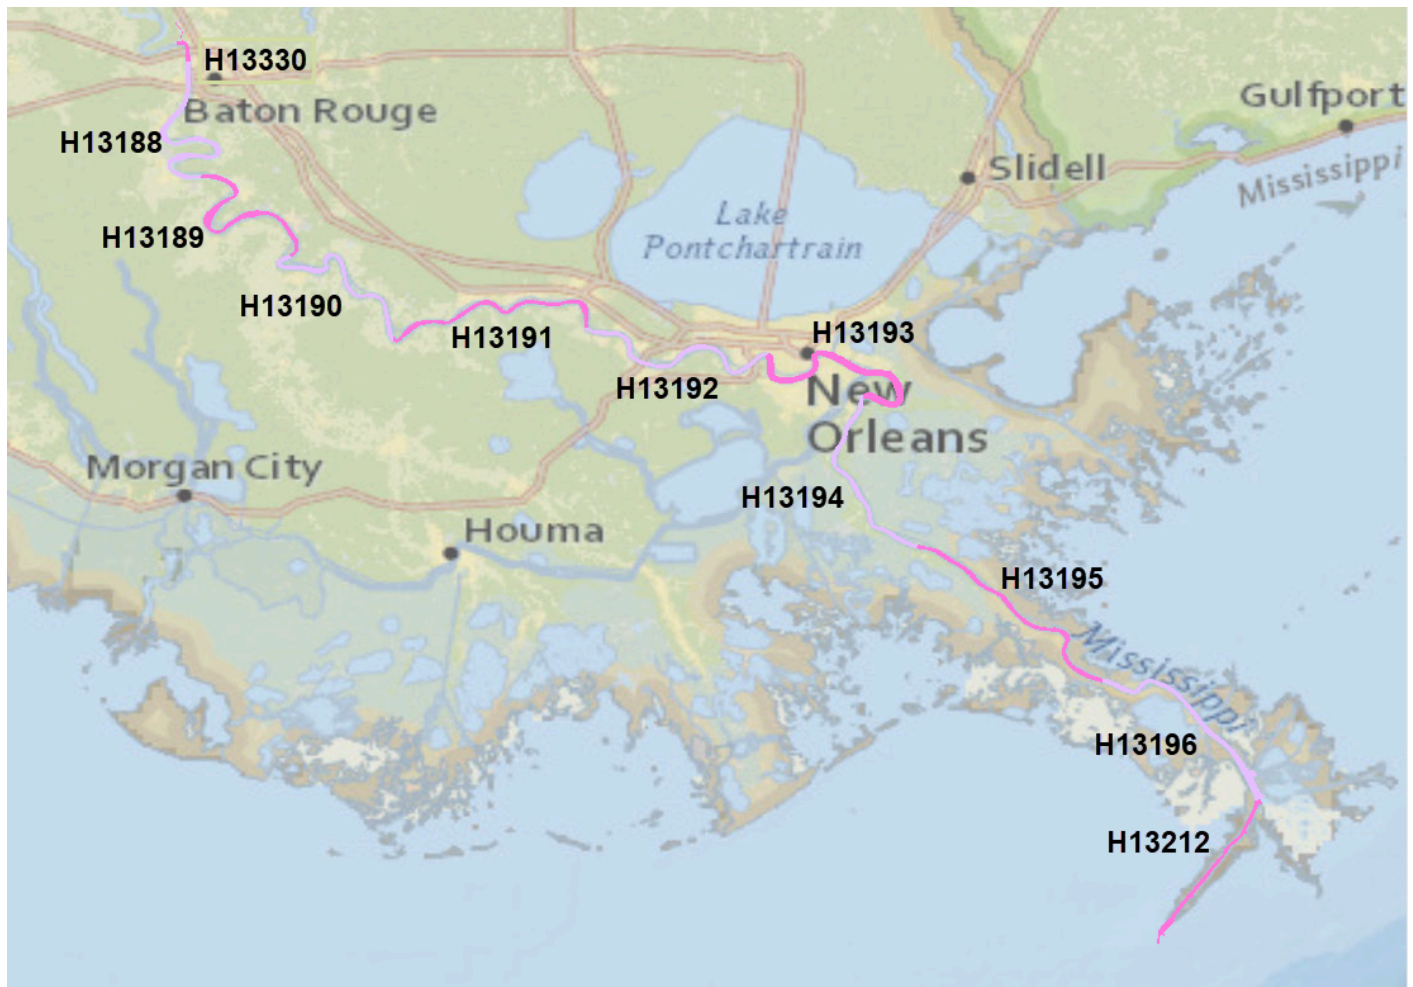 H13330
Baton Rouge
Gulfport
H13188
Slidell
Mississippi
Lake
Pontchartrain
H13189
H13190
H13191
H13193
H13192
New
Orleans
Morgan City
H13194
Houma
H13195
Mississippi
H13196
H13212